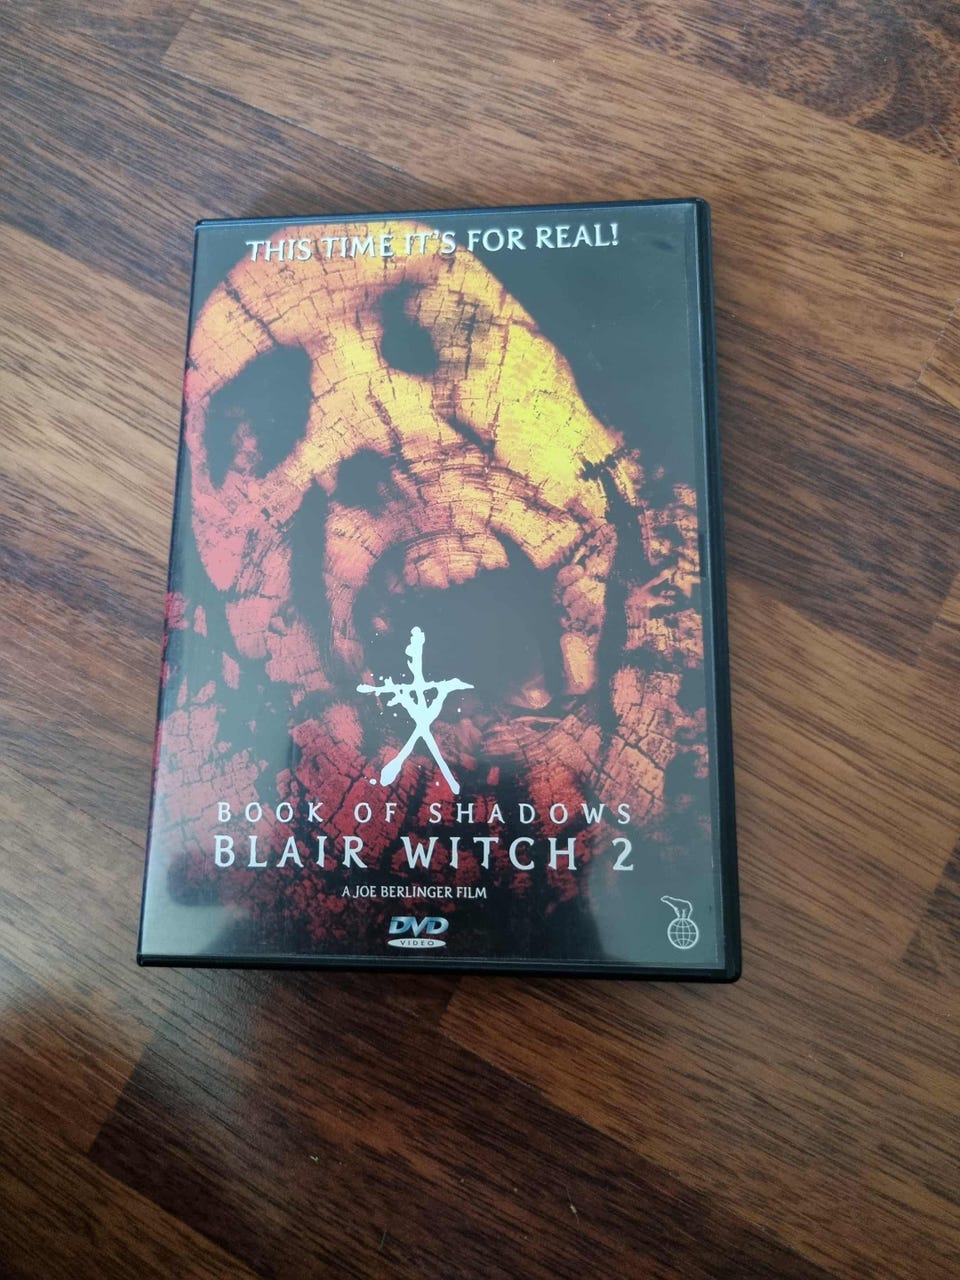 THIS TIME IT'S FOR REAL!
BOOK OF SHADOWS
BLAIR WITCH 2
A JOE BERLINGER FILM
DVD
VIDEO